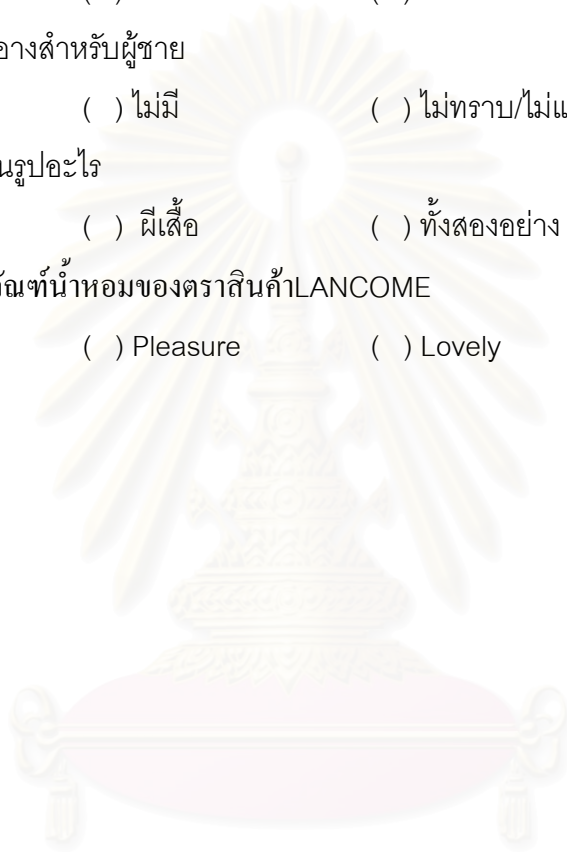 อางสำหรับผู้ชาย
( ) ไม่มี ( ) ไม่ทราบ/ไม่แ
นรูปอะไร
( ) ผีเสื้อ ( ) ทั้งสองอย่าง
ัณฑ์น้ำหอมของตราสินค้าLANCOME
( ) Pleasure ( ) Lovely